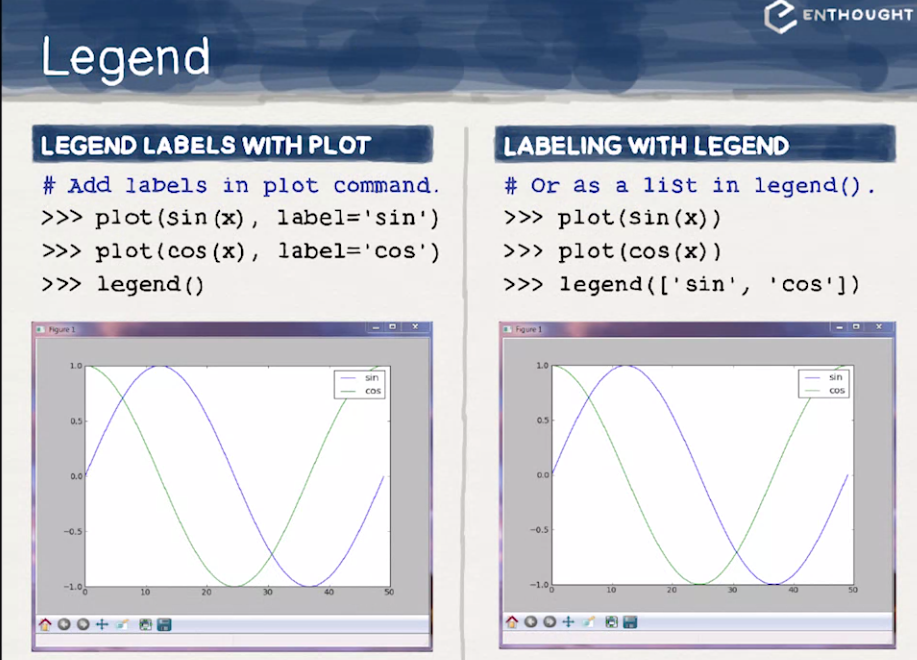 ENTHOUGHT
Legend
LEGEND LABELS WITH PLOT
# Add labels in plot command.
>>> plot(sin(x), label='sin')
>>> plot(cos(x), label='cos')
>>> legend()
Figure 1
sin
cos
1.0
0.5
0.0
−0.5
−1.0
0 10 20 30 40 50
LABELING WITH LEGEND
# Or as a list in legend().
>>> plot(sin(x))
>>> plot(cos(x))
>>> legend(['sin', 'cos'])
Figure 1
sin
cos
1.0
0.5
0.0
−0.5
−1.0
0 10 20 30 40 50